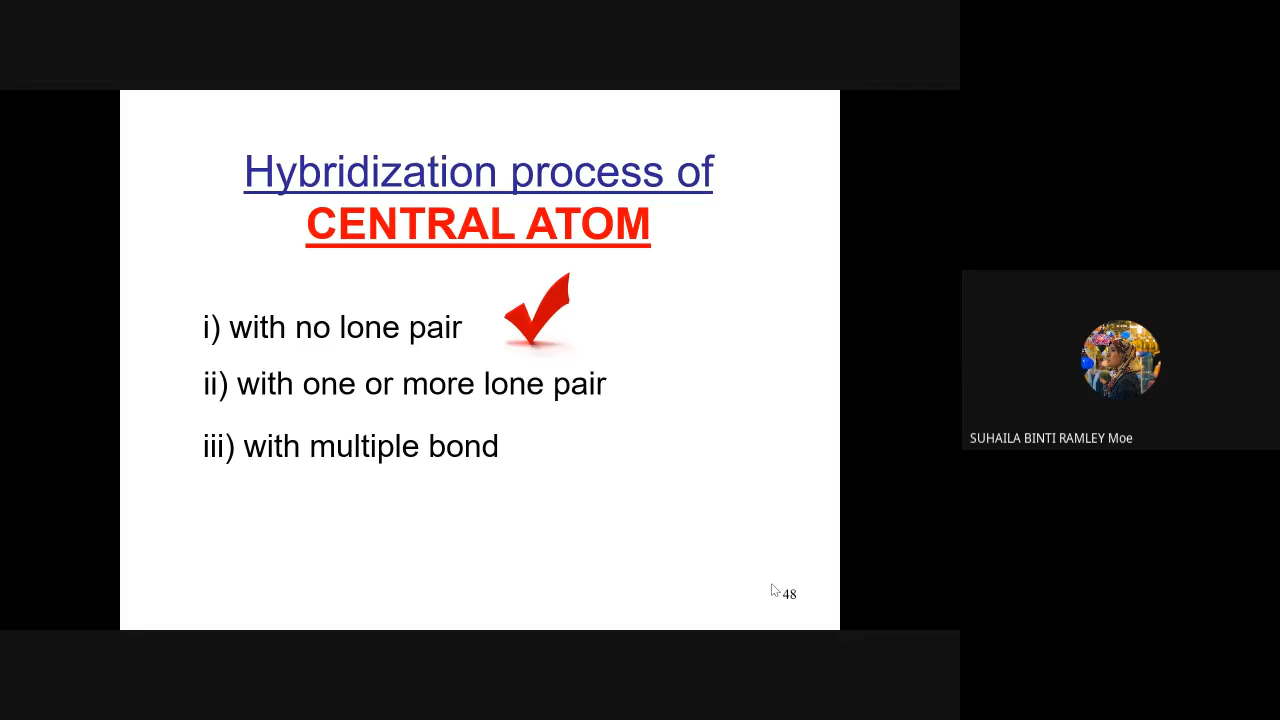 Hybridization process of
CENTRAL ATOM
i) with no lone pair
ii) with one or more lone pair
iii) with multiple bond
48
SUHAILA BINTI RAMLEY Moe